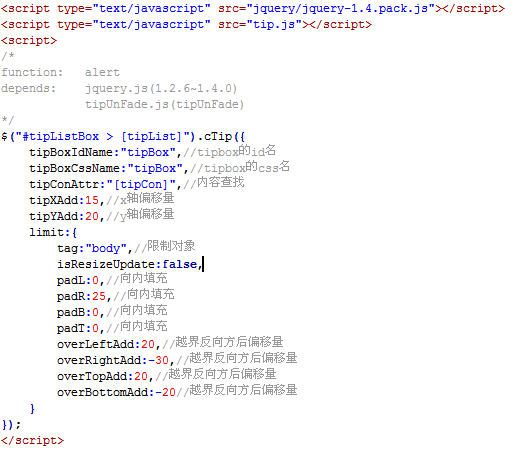 <script type="text/javascript" src="jquery/jquery-1.4.pack.js"></script>
<script type="text/javascript" src="tip.js"></script>
<script>
/*
function:   alert
depends:    jquery.js(1.2.6~1.4.0)
            tipUnFade.js(tipUnFade)
*/
$("#tipListBox > [tipList]").cTip({
    tipBoxIdName:"tipBox",//tipbox的id名
    tipBoxCssName:"tipBox",//tipbox的css名
    tipConAttr:"[tipCon]",//内容查找
    tipXAdd:15,//x轴偏移量
    tipYAdd:20,//y轴偏移量
    limit:{
        tag:"body",//限制对象
        isResizeUpdate:false,
        padL:0,//向内填充
        padR:25,//向内填充
        padB:0,//向内填充
        padT:0,//向内填充
        overLeftAdd:20,//越界反向方后偏移量
        overRightAdd:-30,//越界反向方后偏移量
        overTopAdd:20,//越界反向方后偏移量
        overBottomAdd:-20//越界反向方后偏移量
    }
});
</script>